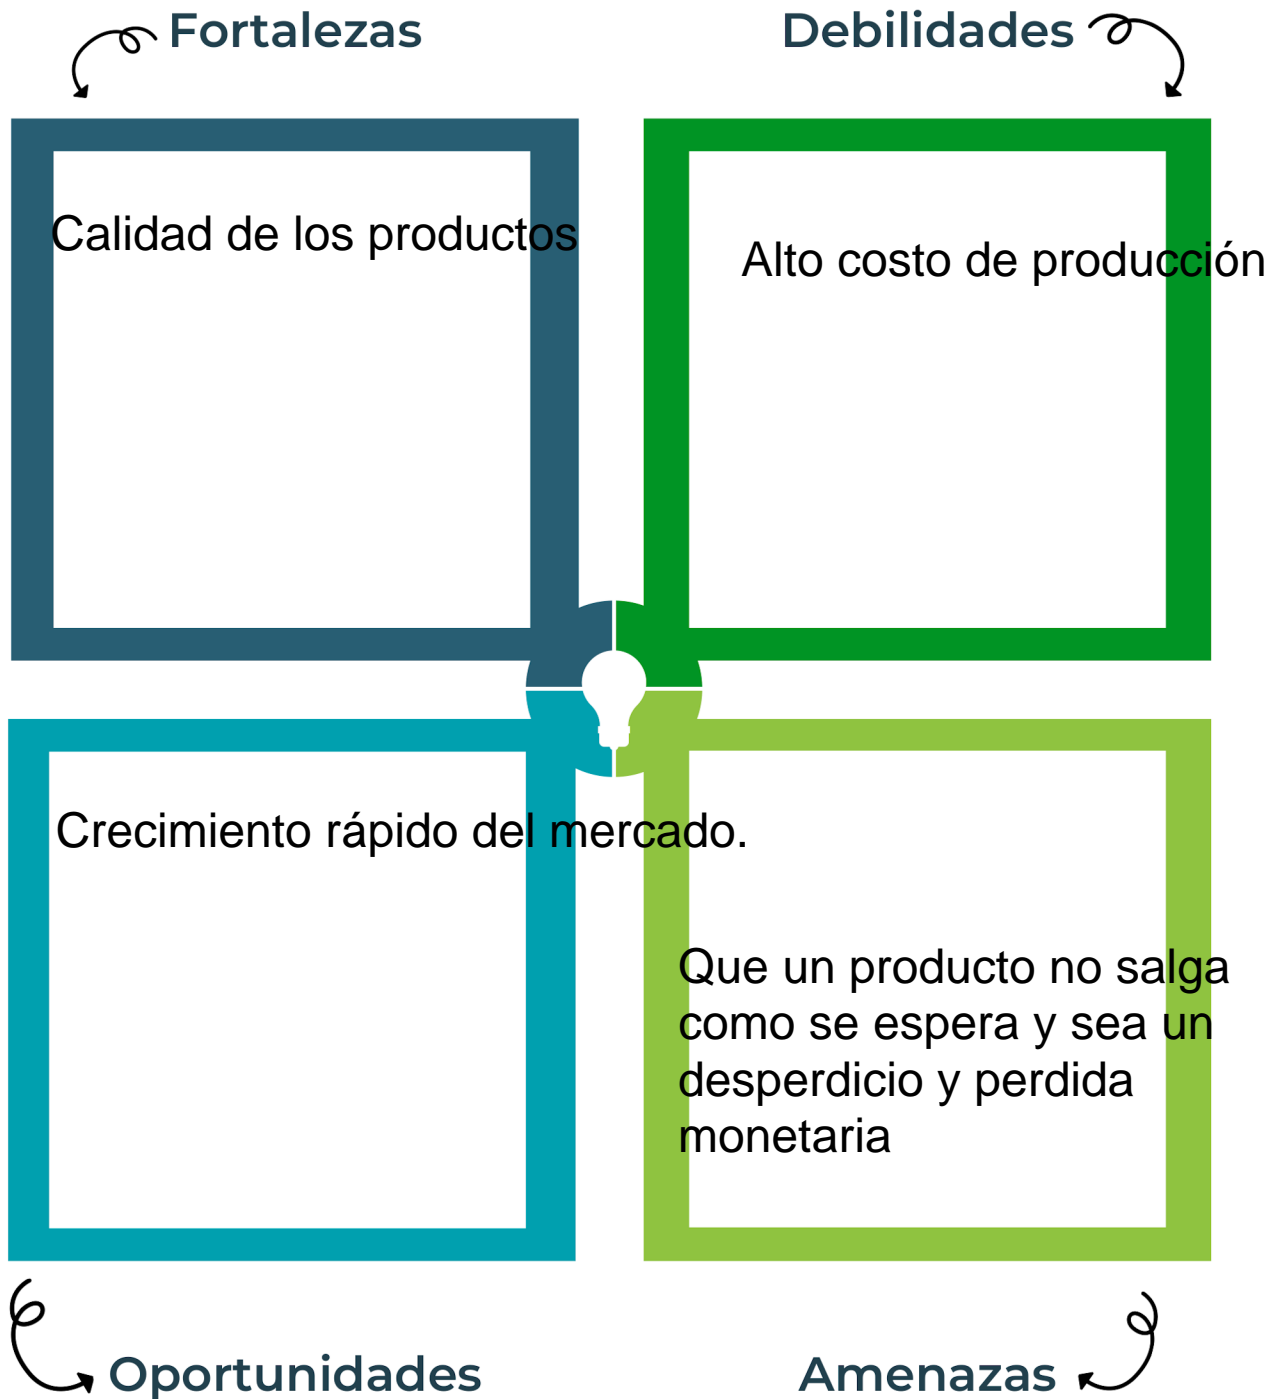 Fortalezas
Debilidades
Calidad de los productos
Alto costo de producción
Crecimiento rápido del mercado.
Que un producto no salga
como se espera y sea un
desperdicio y perdida
monetaria
Oportunidades
Amenazas